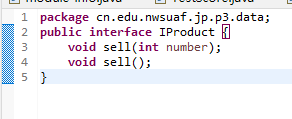 1 package cn.edu.nwsuaf.jp.p3.data;
2 public interface IProduct {
3     void sell(int number);
4     void sell();
5 }